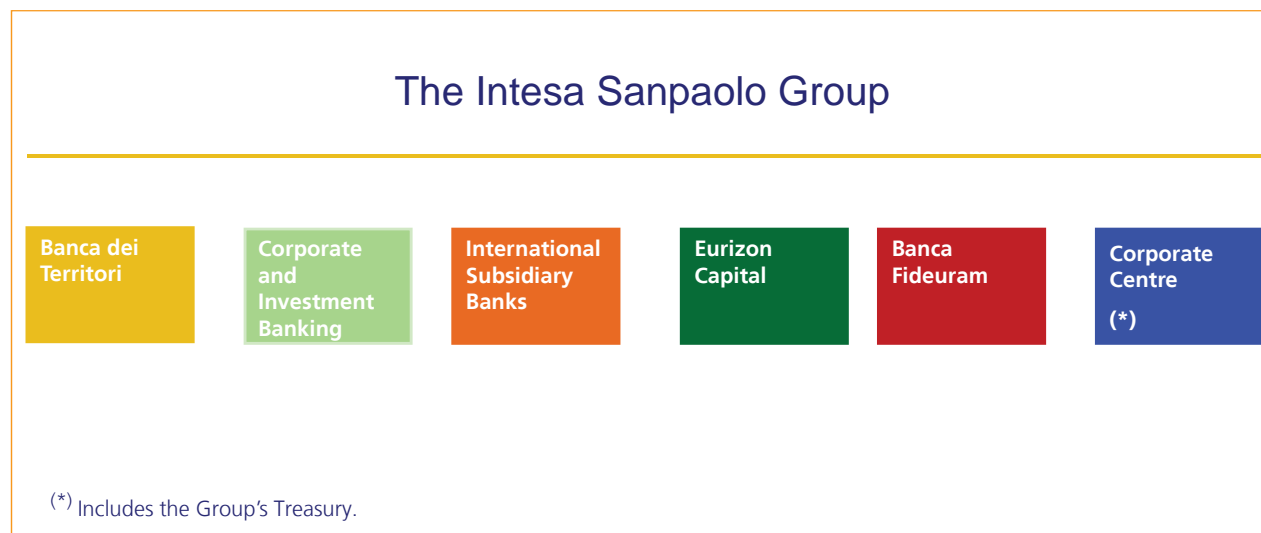 The Intesa Sanpaolo Group
Banca dei
Territori
Corporate
and
Investment
Banking
International
Subsidiary
Banks
Eurizon
Capital
Banca
Fideuram
Corporate
Centre
(*)
(*) Includes the Group’s Treasury.